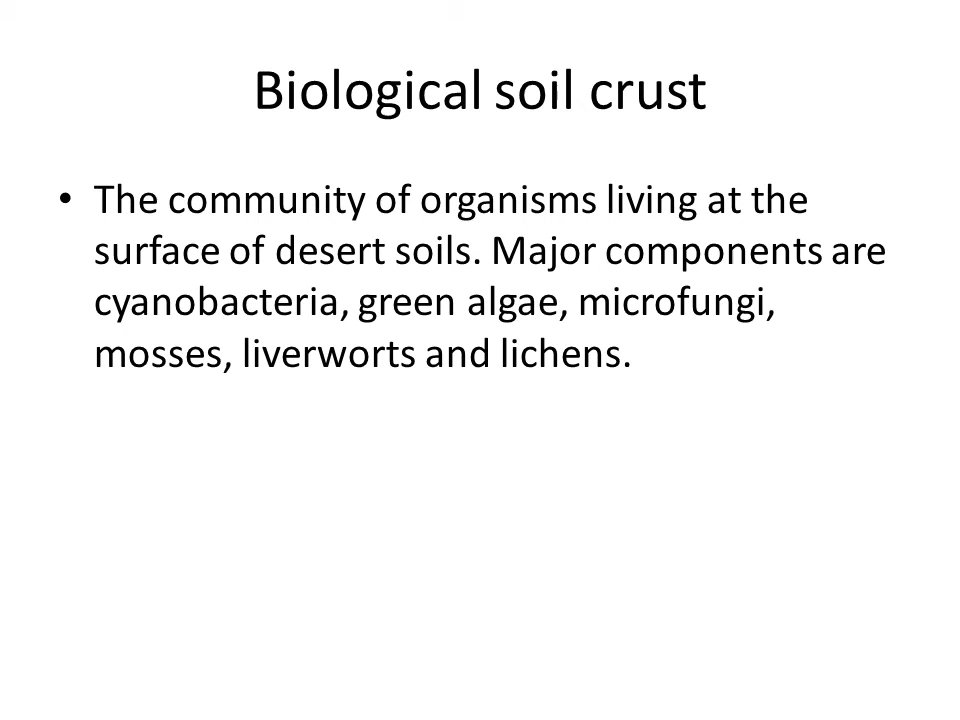 Biological soil crust
• The community of organisms living at the
surface of desert soils. Major components are
cyanobacteria, green algae, microfungi,
mosses, liverworts and lichens.